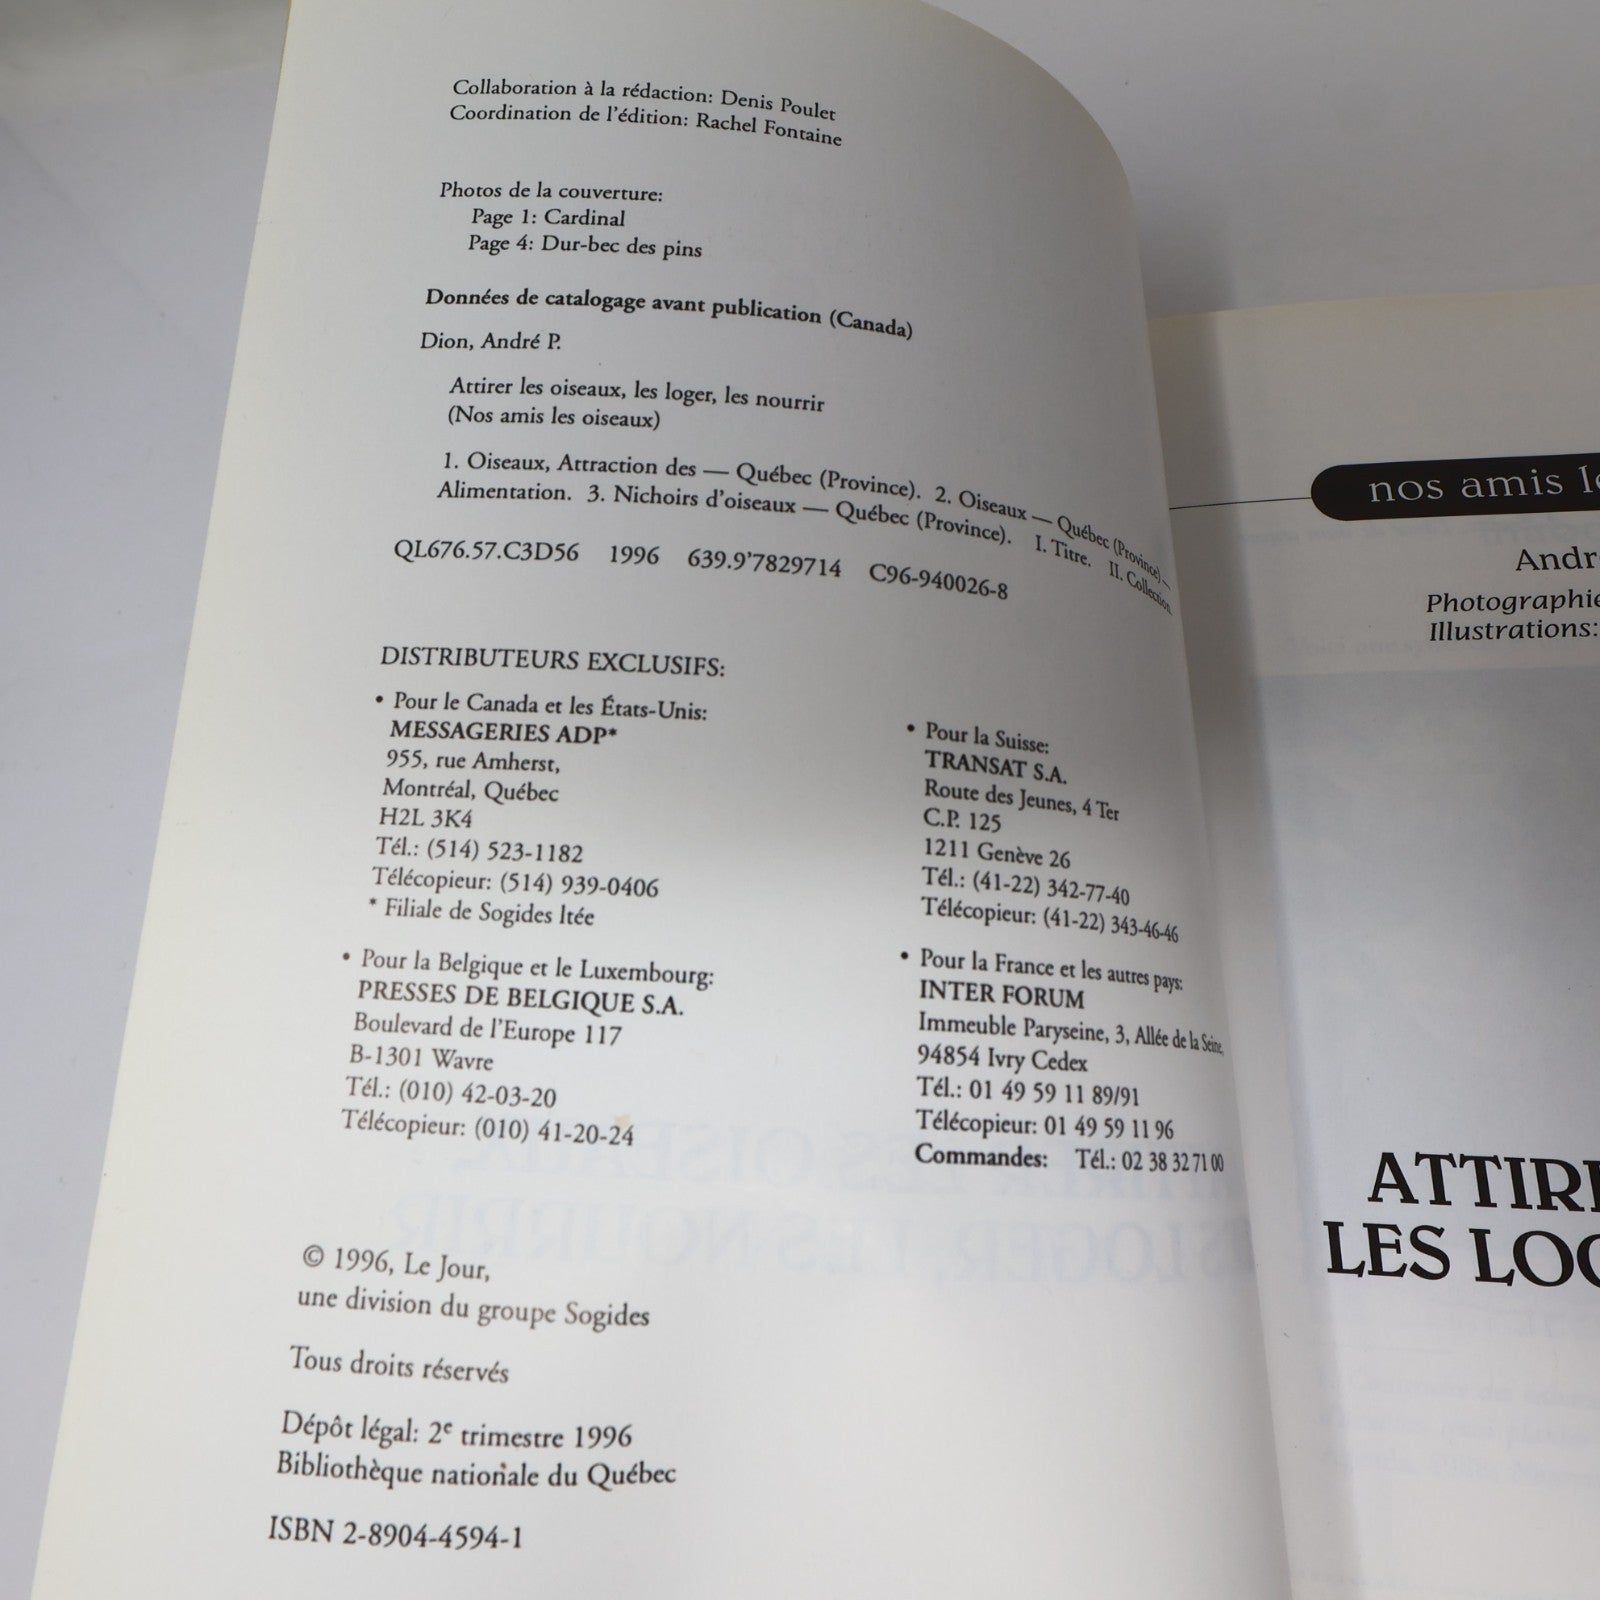 Collaboration à la rédaction: Denis Poulet
Coordination de l'édition: Rachel Fontaine
Photos de la couverture:
Page 1: Cardinal
Page 4: Dur-bec des pins
Données de catalogage avant publication (Canada)
Dion, André P.
Attirer les oiseaux, les loger, les nourrir
(Nos amis les oiseaux)
1. Oiseaux, Attraction des — Québec (Province). 2. Oiseaux — Québec (Province) —
Alimentation. 3. Nichoirs d'oiseaux — Québec (Province). I. Titre. II. Collection.
QL676.57.C3D56 1996 639.9'7829714 C96-940026-8
DISTRIBUTEURS EXCLUSIFS:
• Pour le Canada et les États-Unis:
MESSAGERIES ADP*
955, rue Amherst,
Montréal, Québec
H2L 3K4
Tél.: (514) 523-1182
Télécopieur: (514) 939-0406
* Filiale de Sogides ltée
• Pour la Belgique et le Luxembourg:
PRESSES DE BELGIQUE S.A.
Boulevard de l'Europe 117
B-1301 Wavre
Tél.: (010) 42-03-20
Télécopieur: (010) 41-20-24
• Pour la Suisse:
TRANSAT S.A.
Route des Jeunes, 4 Ter
C.P. 125
1211 Genève 26
Tél.: (41-22) 342-77-40
Télécopieur: (41-22) 343-46-46
• Pour la France et les autres pays:
INTER FORUM
Immeuble Paryseine, 3, Allée de la Seine,
94854 Ivry Cedex
Tél.: 01 49 59 11 89/91
Télécopieur: 01 49 59 11 96
Commandes: Tél.: 02 38 32 71 00
© 1996, Le Jour,
une division du groupe Sogides
Tous droits réservés
Dépôt légal: 2e trimestre 1996
Bibliothèque nationale du Québec
ISBN 2-8904-4594-1
nos amis le
Andr
Photographie
Illustrations:
ATTIR
LES LOG